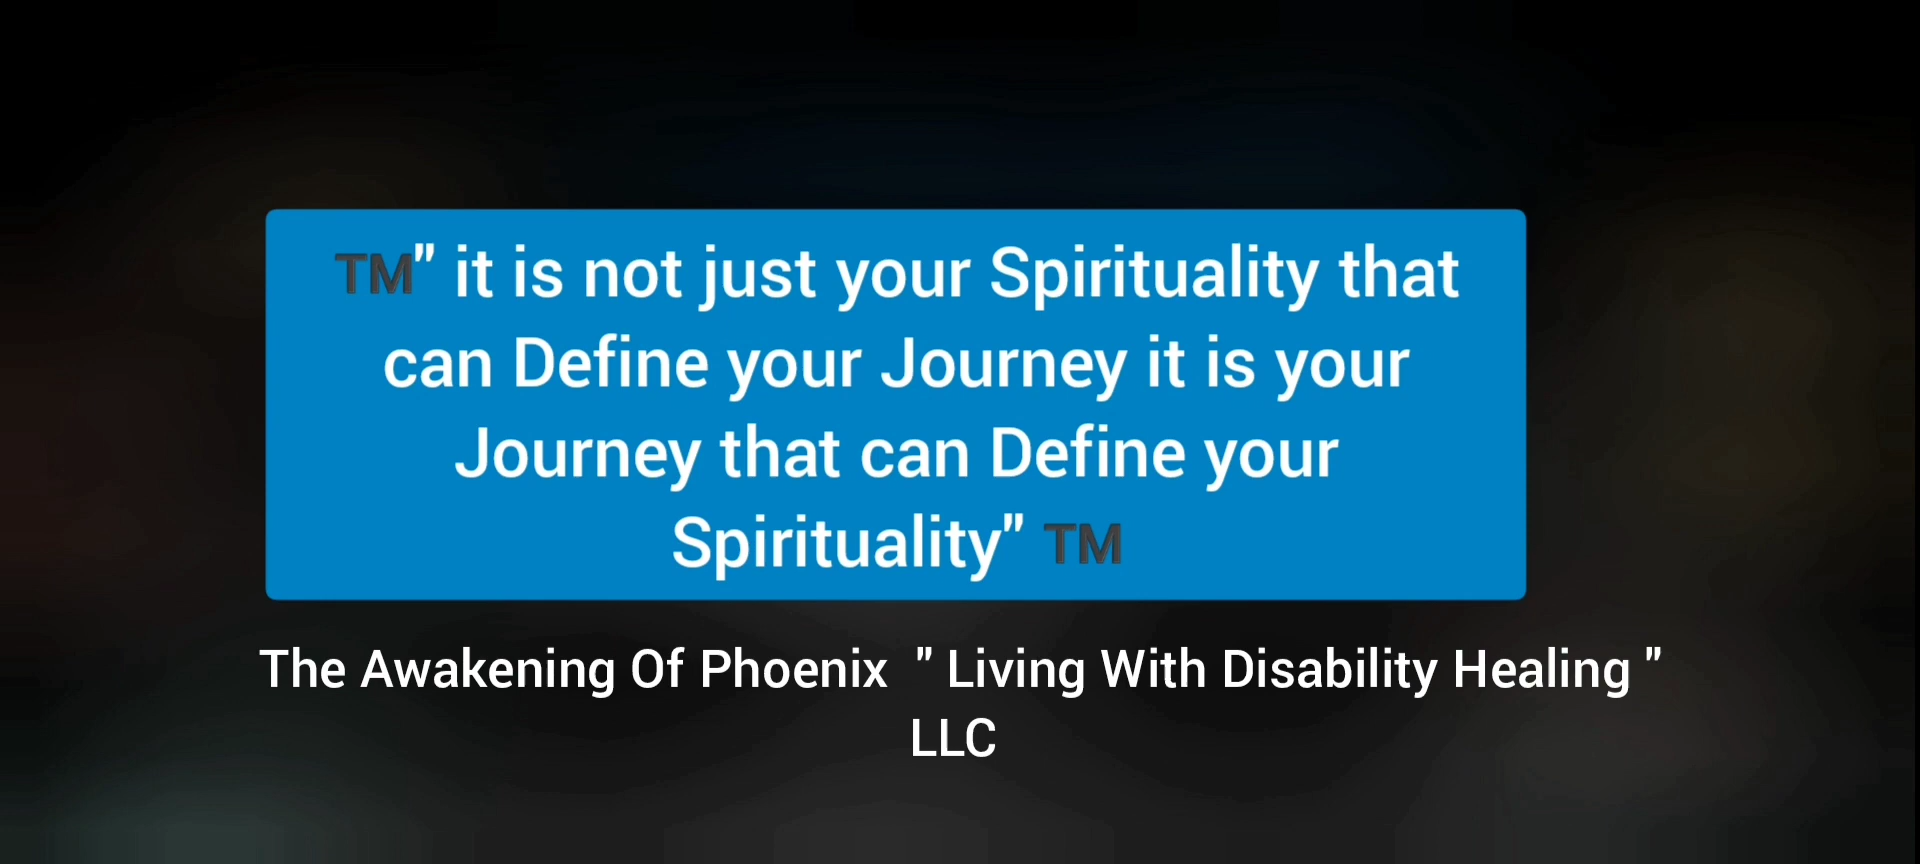 ™" it is not just your Spirituality that
can Define your Journey it is your
Journey that can Define your
Spirituality" ™
The Awakening Of Phoenix  " Living With Disability Healing "
LLC